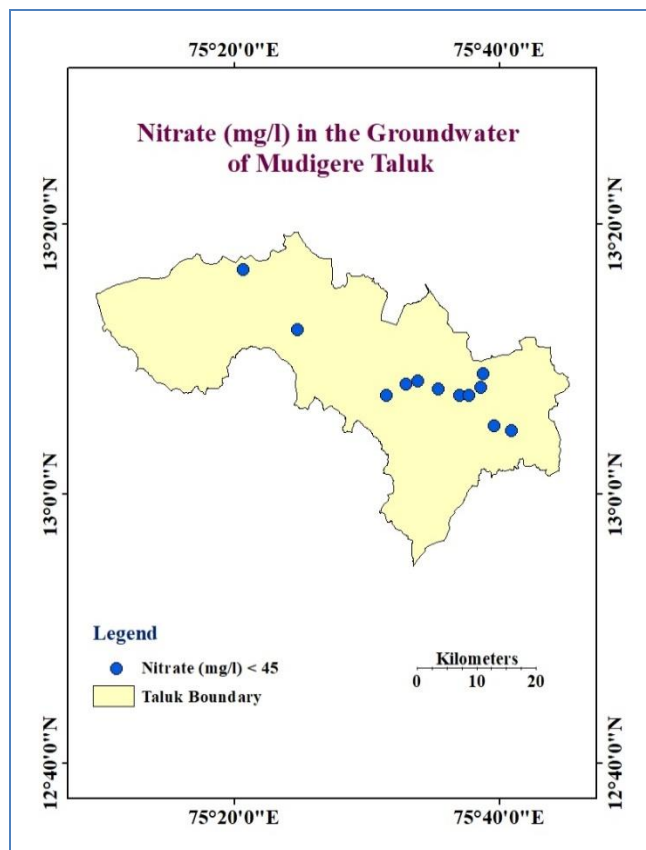 75°20'0"E 75°40'0"E
Nitrate (mg/l) in the Groundwater
of Mudigere Taluk
13°20'0"N 13°20'0"N
13°0'0"N 13°0'0"N
Legend
Nitrate (mg/l) < 45
Taluk Boundary
Kilometers
0 5 10 20
12°40'0"N 12°40'0"N
75°20'0"E 75°40'0"E